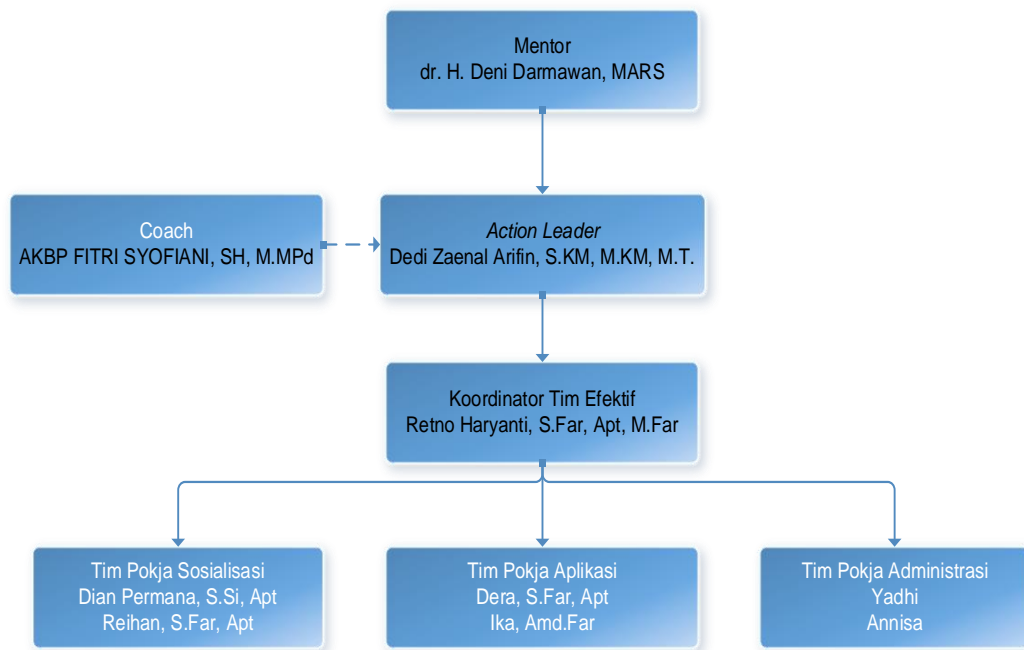 Mentor
dr. H. Deni Darmawan, MARS
Coach
AKBP FITRI SYOFIANI, SH, M.MPd
Action Leader
Dedi Zaenal Arifin, S.KM, M.KM, M.T.
Koordinator Tim Efektif
Retno Haryanti, S.Far, Apt, M.Far
Tim Pokja Sosialisasi
Dian Permana, S.Si, Apt
Reihan, S.Far, Apt
Tim Pokja Aplikasi
Dera, S.Far, Apt
Ika, Amd.Far
Tim Pokja Administrasi
Yadhi
Annisa